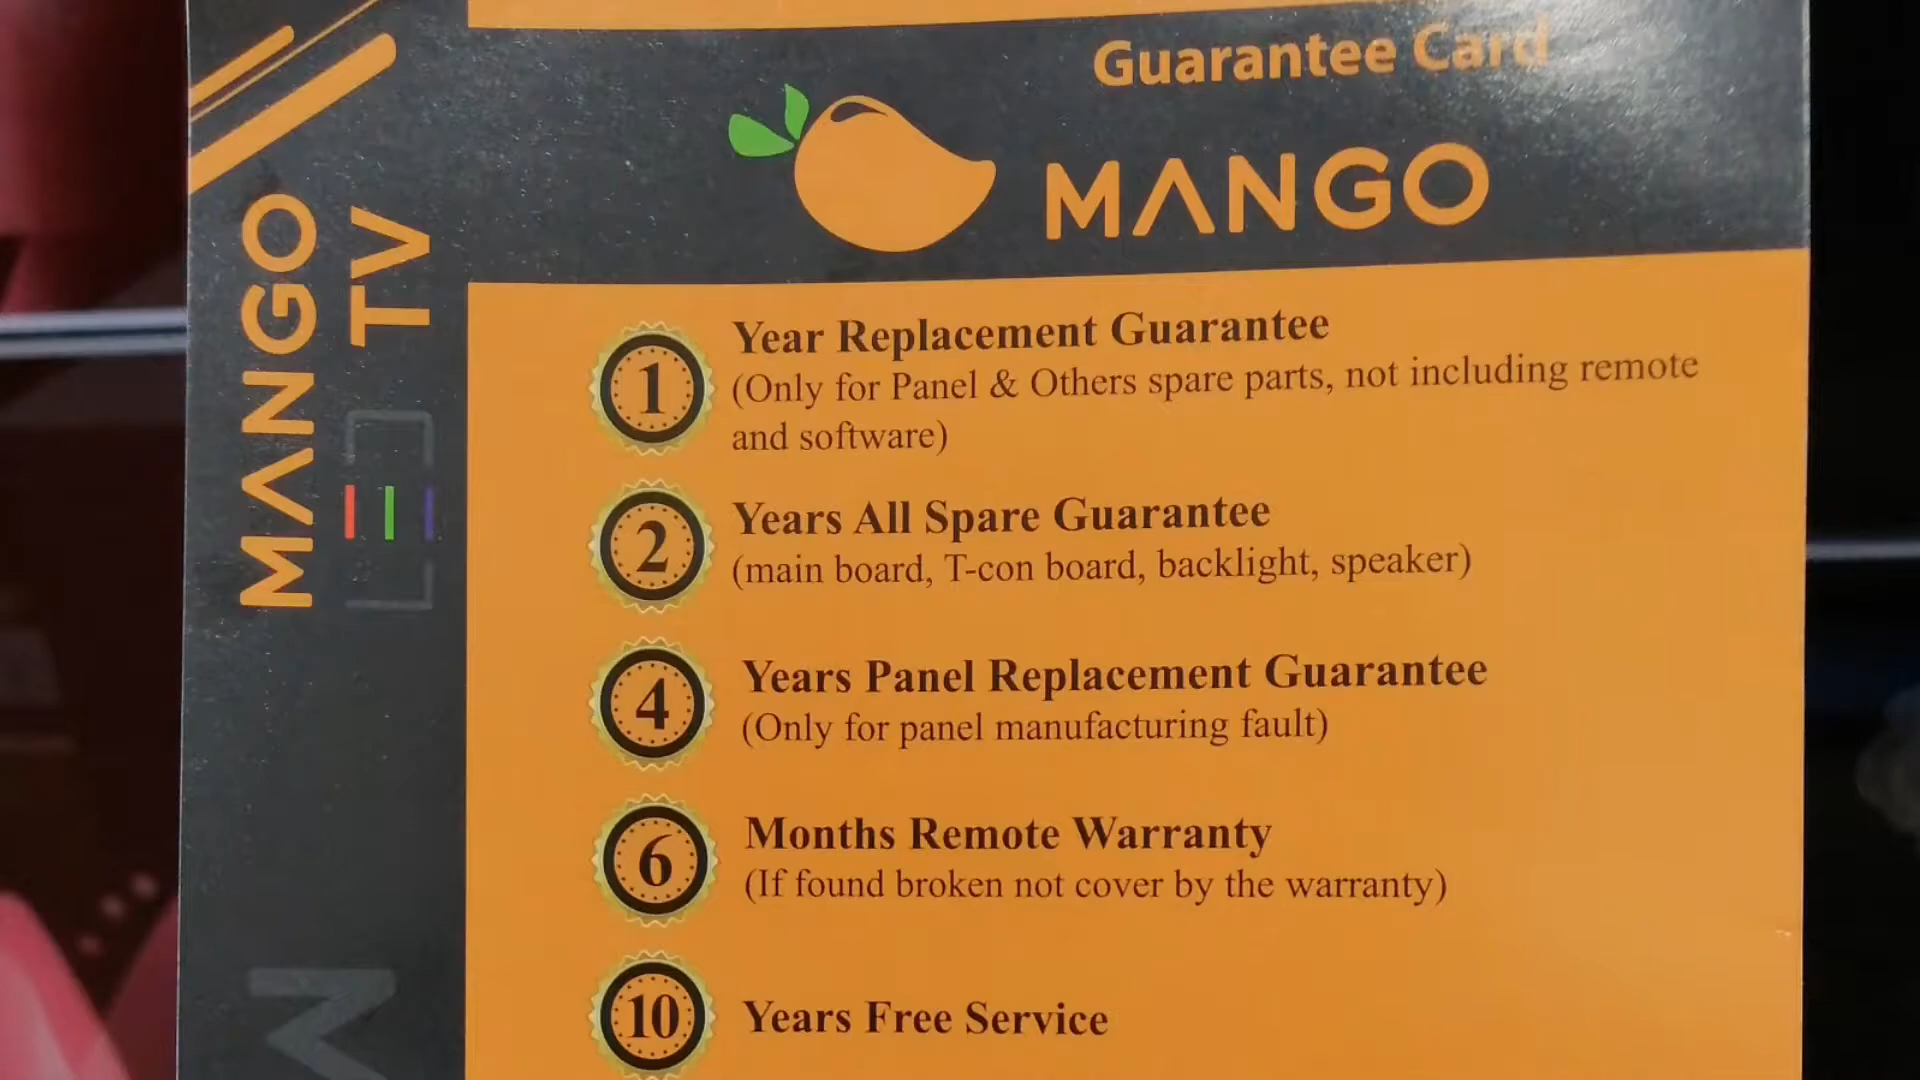 Guarantee Card
MANGO
MANGO
TV
1
Year Replacement Guarantee
(Only for Panel & Others spare parts, not including remote
and software)
2
Years All Spare Guarantee
(main board, T-con board, backlight, speaker)
4
Years Panel Replacement Guarantee
(Only for panel manufacturing fault)
6
Months Remote Warranty
(If found broken not cover by the warranty)
10
Years Free Service